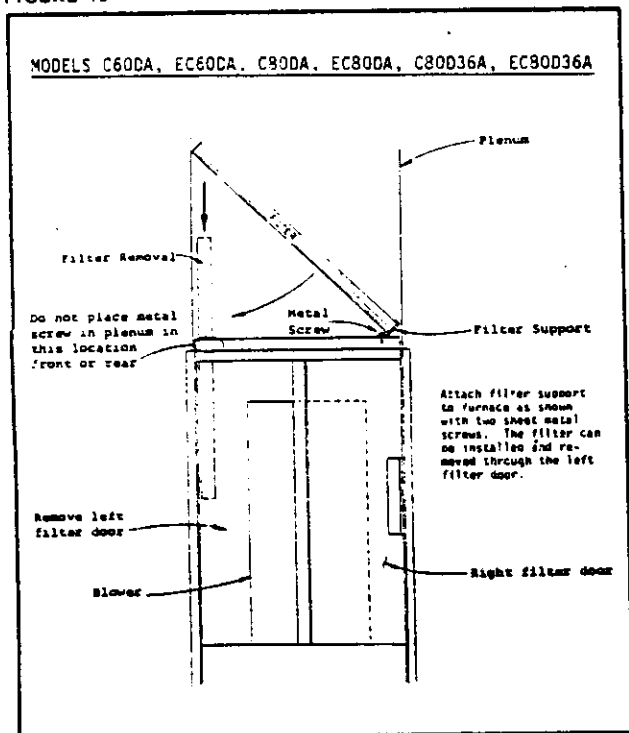 MODELS C60DA, EC60DA. C80DA. EC80DA, C80D36A, EC80D36A
Plenum
Filter
Filter Removal
Do not place metal
screw in plenum in
this location
front or rear
Metal
Screw
Filter Support
Attach filter support
to furnace as shown
with two sheet metal
screws. The filter can
be installed and re-
moved through the left
filter door.
Remove left
filter door
Blower
Right filter door